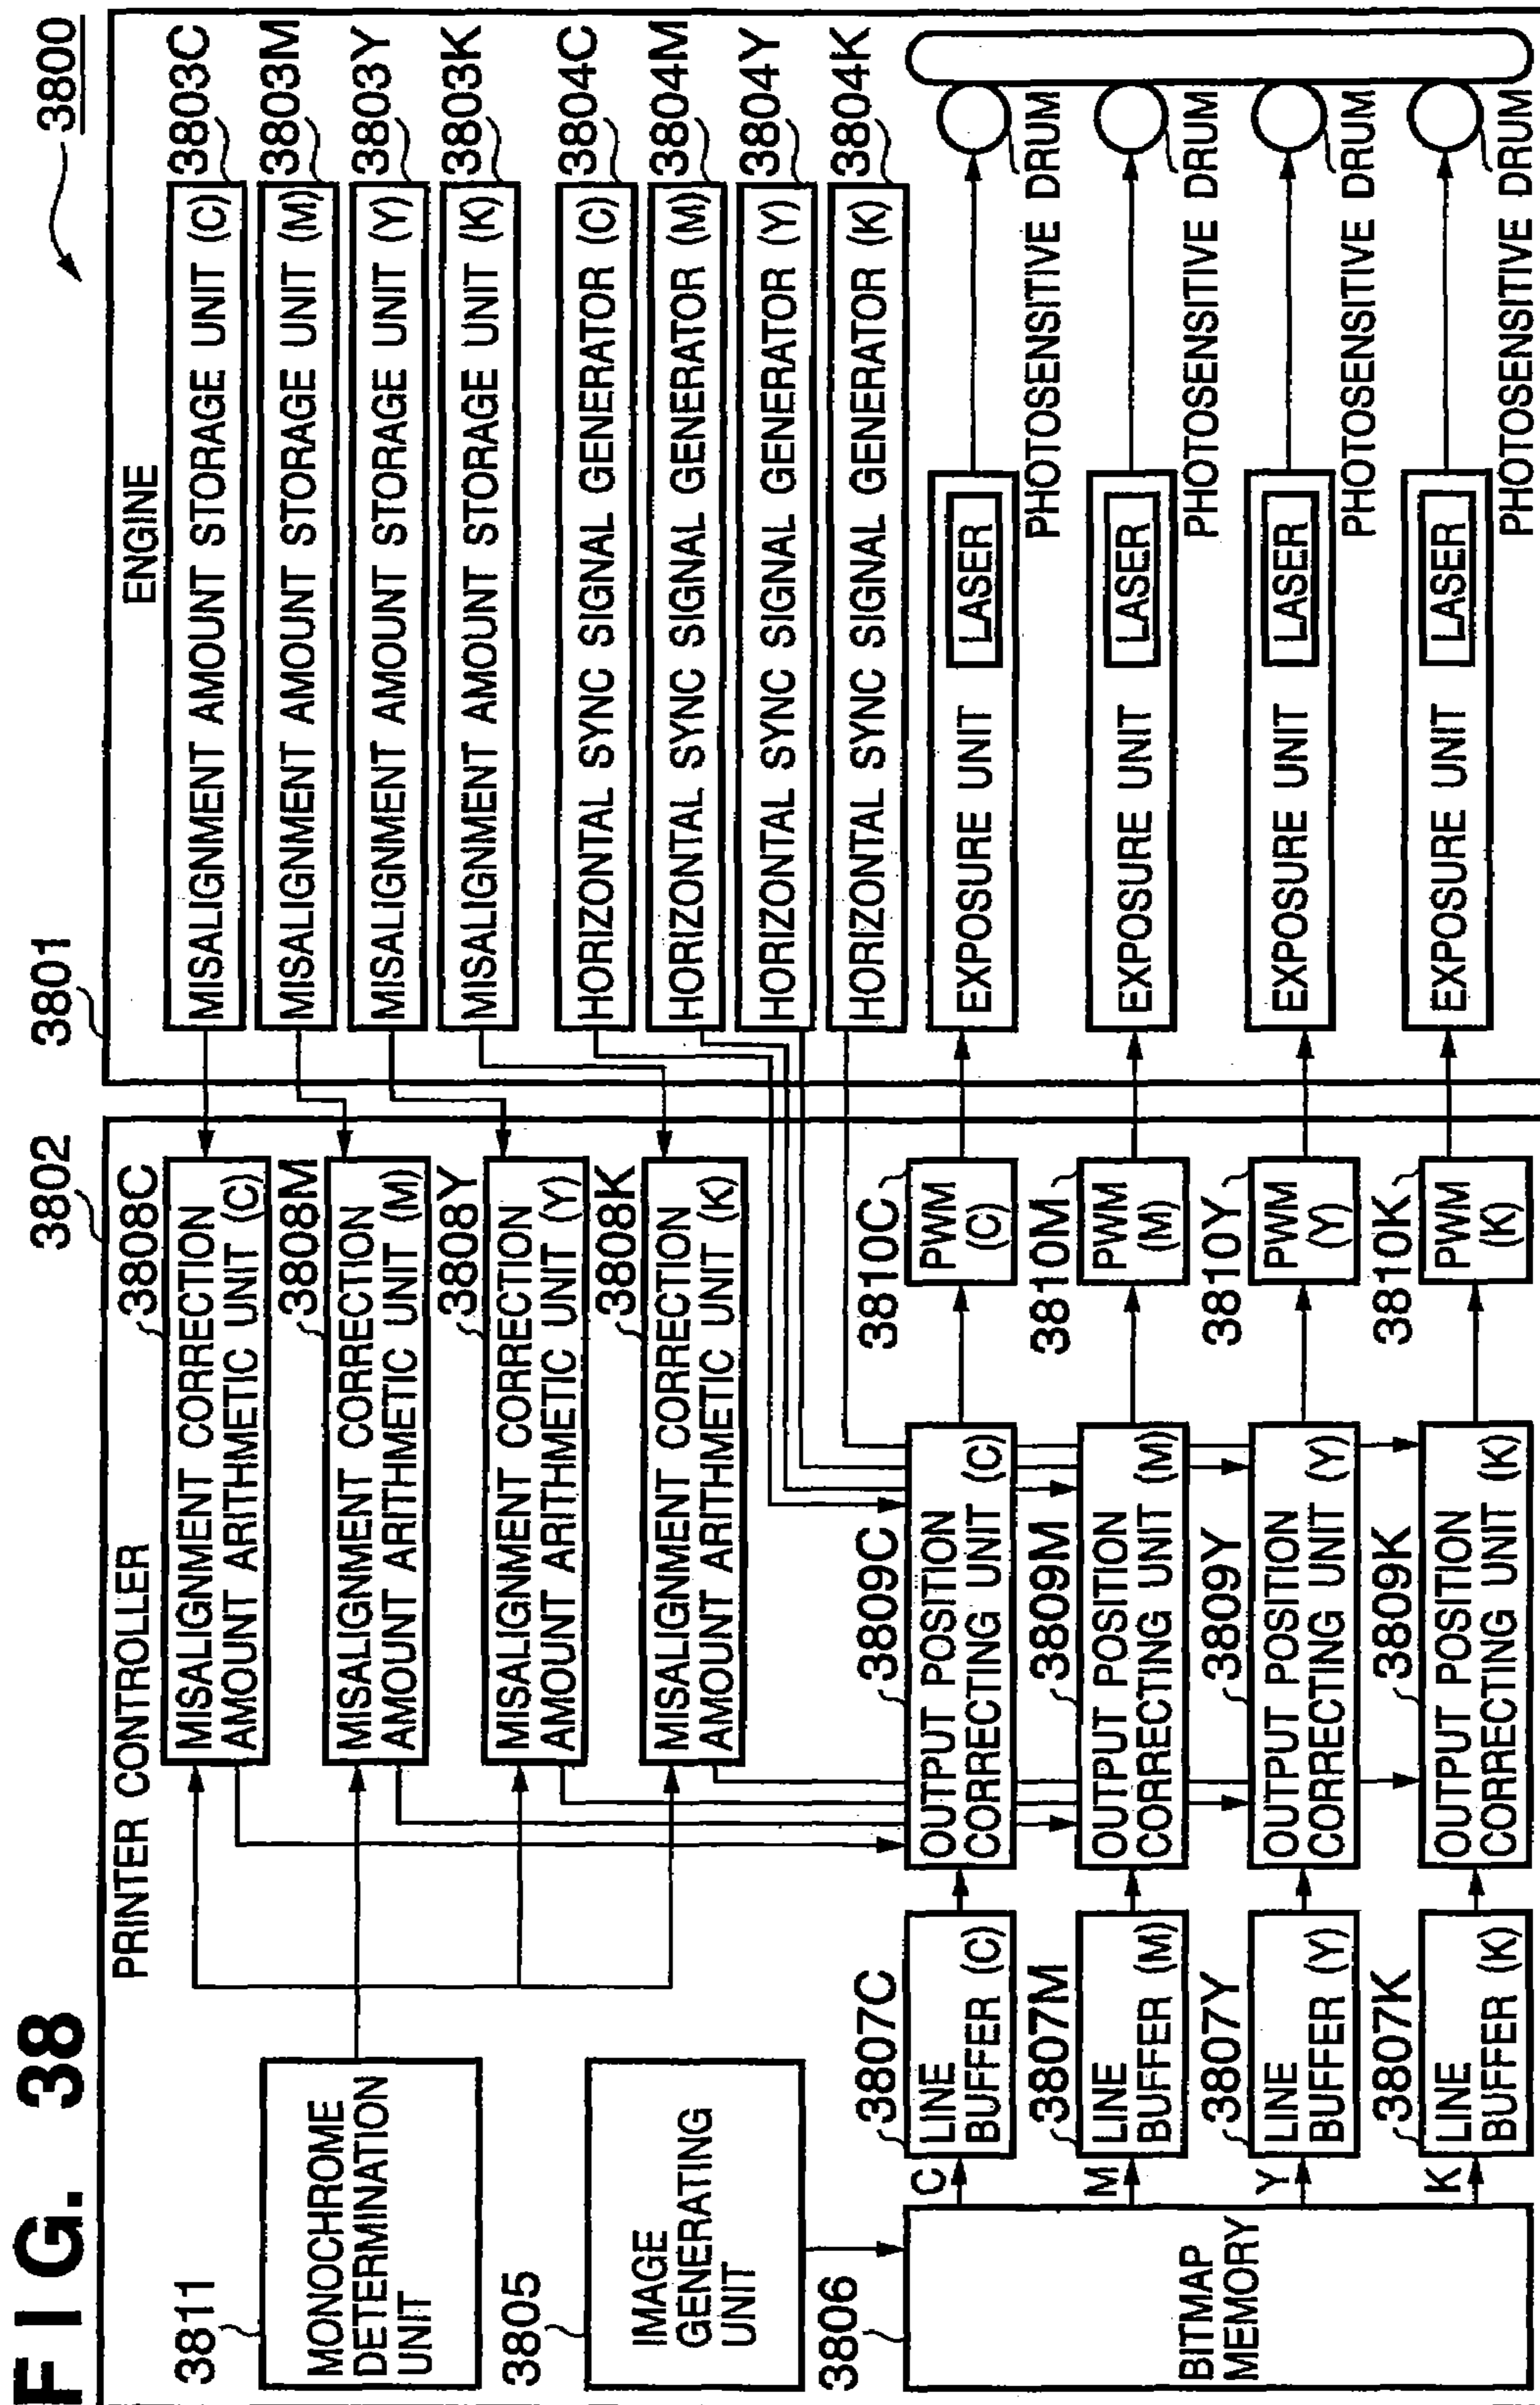 FIG. 38
3800
3801
3802
ENGINE
MISALIGNMENT AMOUNT STORAGE UNIT (C)
3803C
MISALIGNMENT AMOUNT STORAGE UNIT (M)
3803M
MISALIGNMENT AMOUNT STORAGE UNIT (Y)
3803Y
MISALIGNMENT AMOUNT STORAGE UNIT (K)
3803K
HORIZONTAL SYNC SIGNAL GENERATOR (C)
3804C
HORIZONTAL SYNC SIGNAL GENERATOR (M)
3804M
HORIZONTAL SYNC SIGNAL GENERATOR (Y)
3804Y
HORIZONTAL SYNC SIGNAL GENERATOR (K)
3804K
EXPOSURE UNIT
LASER
PHOTOSENSITIVE DRUM
EXPOSURE UNIT
LASER
PHOTOSENSITIVE DRUM
EXPOSURE UNIT
LASER
PHOTOSENSITIVE DRUM
EXPOSURE UNIT
LASER
PHOTOSENSITIVE DRUM
PRINTER CONTROLLER
3808C
MISALIGNMENT CORRECTION
AMOUNT ARITHMETIC UNIT (C)
3808M
MISALIGNMENT CORRECTION
AMOUNT ARITHMETIC UNIT (M)
3808Y
MISALIGNMENT CORRECTION
AMOUNT ARITHMETIC UNIT (Y)
3808K
MISALIGNMENT CORRECTION
AMOUNT ARITHMETIC UNIT (K)
3811
MONOCHROME
DETERMINATION
UNIT
3805
IMAGE
GENERATING
UNIT
3806
BITMAP
MEMORY
C
3807C
LINE
BUFFER (C)
3809C
OUTPUT POSITION
CORRECTING UNIT (C)
3810C
PWM
(C)
M
3807M
LINE
BUFFER (M)
3809M
OUTPUT POSITION
CORRECTING UNIT (M)
3810M
PWM
(M)
Y
3807Y
LINE
BUFFER (Y)
3809Y
OUTPUT POSITION
CORRECTING UNIT (Y)
3810Y
PWM
(Y)
K
3807K
LINE
BUFFER (K)
3809K
OUTPUT POSITION
CORRECTING UNIT (K)
3810K
PWM
(K)